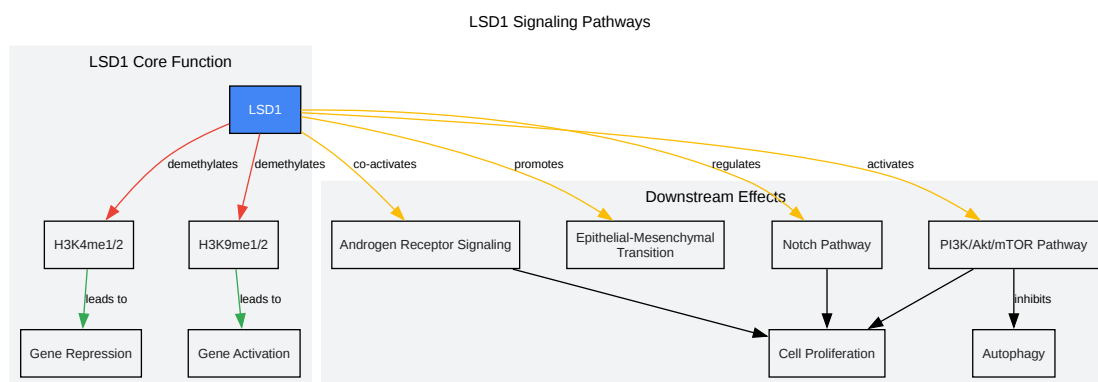 LSD1 Signaling Pathways
LSD1 Core Function
LSD1
demethylates
demethylates
co-activates
promotes
regulates
activates
Downstream Effects
H3K4me1/2
H3K9me1/2
Androgen Receptor Signaling
Epithelial-Mesenchymal
Transition
Notch Pathway
PI3K/Akt/mTOR Pathway
leads to
leads to
inhibits
Gene Repression
Gene Activation
Cell Proliferation
Autophagy